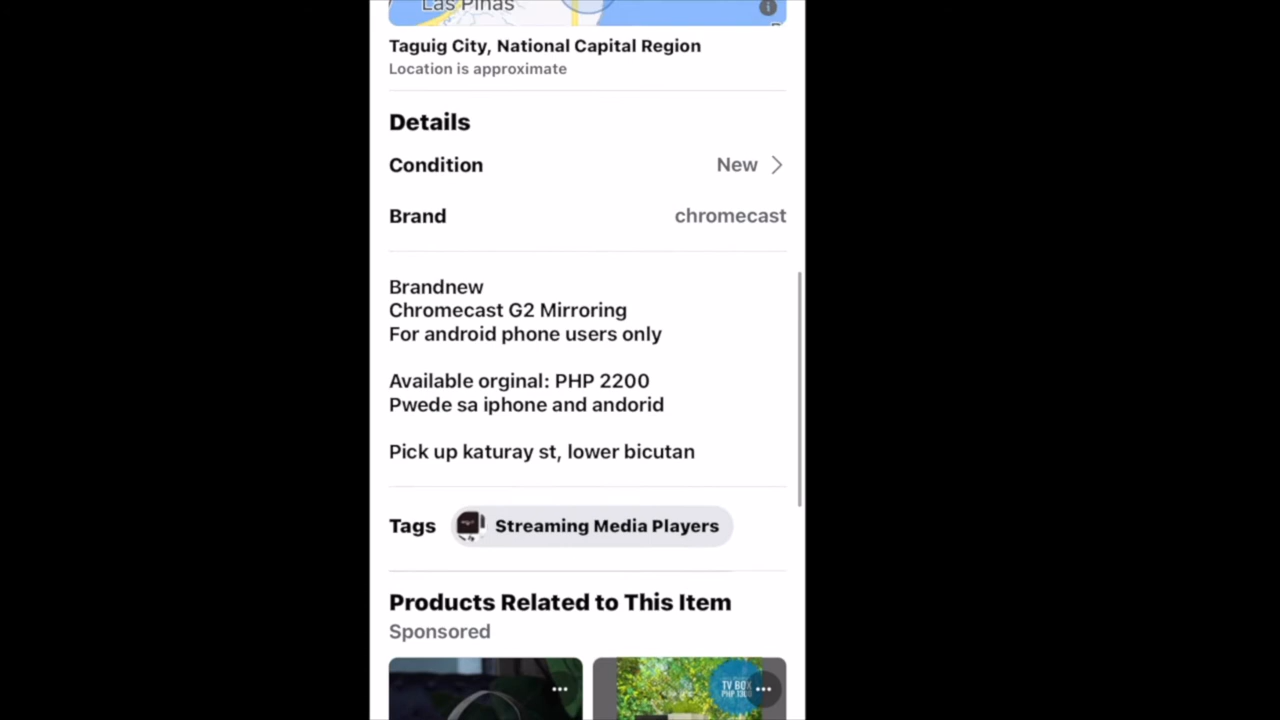 Las Piñas
Taguig City, National Capital Region
Location is approximate
Details
Condition New
Brand chromecast
Brandnew
Chromecast G2 Mirroring
For android phone users only
Available orginal: PHP 2200
Pwede sa iphone and andorid
Pick up katuray st, lower bicutan
Tags Streaming Media Players
Products Related to This Item
Sponsored
TV BOX
PHP 1300